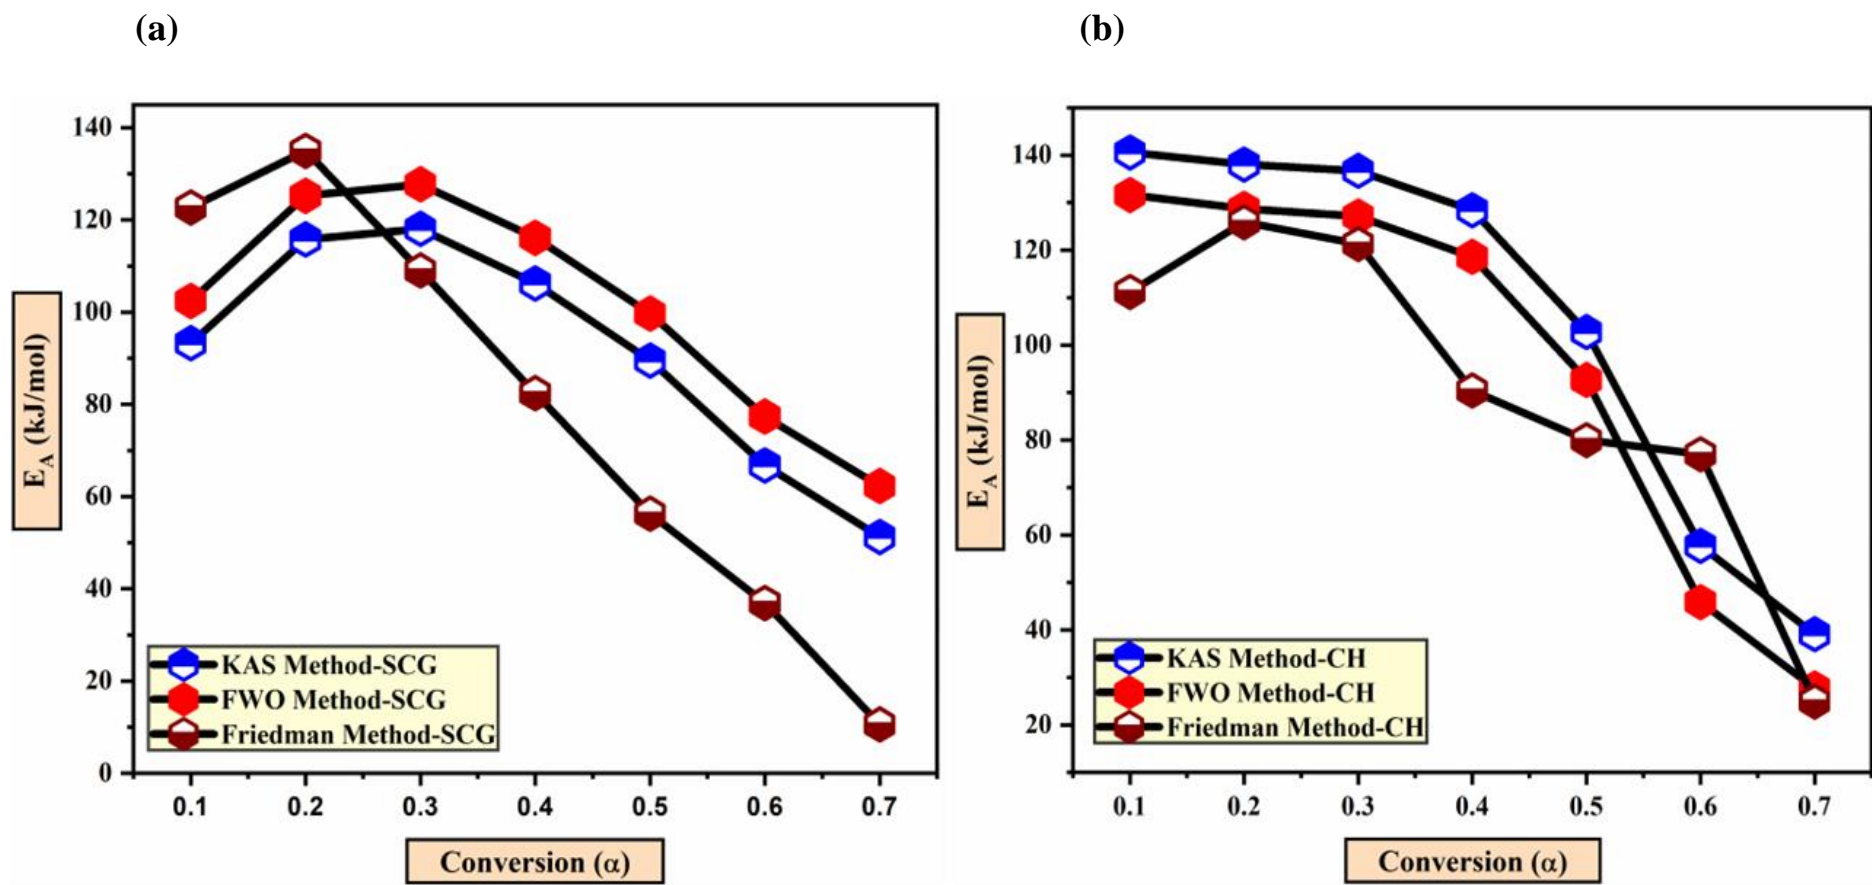 (a)
140
120
100
80
60
40
20
0
E_A (kJ/mol)
KAS Method-SCG
FWO Method-SCG
Friedman Method-SCG
0.1 0.2 0.3 0.4 0.5 0.6 0.7
Conversion (α)
(b)
140
120
100
80
60
40
20
E_A (kJ/mol)
KAS Method-CH
FWO Method-CH
Friedman Method-CH
0.1 0.2 0.3 0.4 0.5 0.6 0.7
Conversion (α)